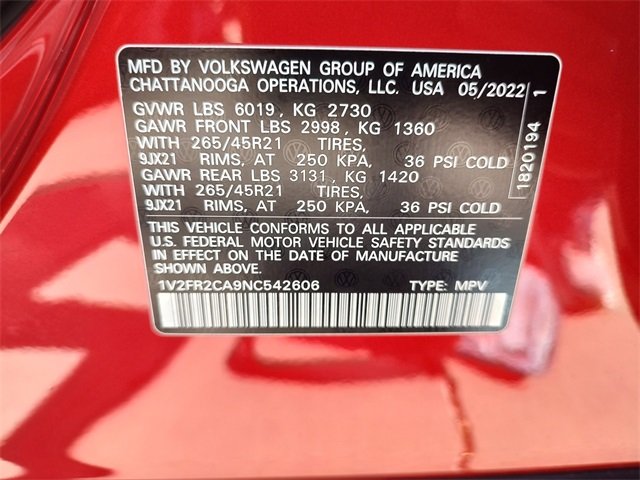 MFD BY VOLKSWAGEN GROUP OF AMERICA
CHATTANOOGA OPERATIONS, LLC. USA 05/2022
GVWR LBS 6019, KG 2730
GAWR FRONT LBS 2998, KG 1360
WITH 265/45R21 TIRES,
9JX21 RIMS, AT 250 KPA, 36 PSI COLD
GAWR REAR LBS 3131, KG 1420
WITH 265/45R21 TIRES,
9JX21 RIMS, AT 250 KPA, 36 PSI COLD
THIS VEHICLE CONFORMS TO ALL APPLICABLE
U.S. FEDERAL MOTOR VEHICLE SAFETY STANDARDS
IN EFFECT ON THE DATE OF MANUFACTURE
SHOWN ABOVE.
1V2FR2CA9NC542606 TYPE: MPV
1820194 1